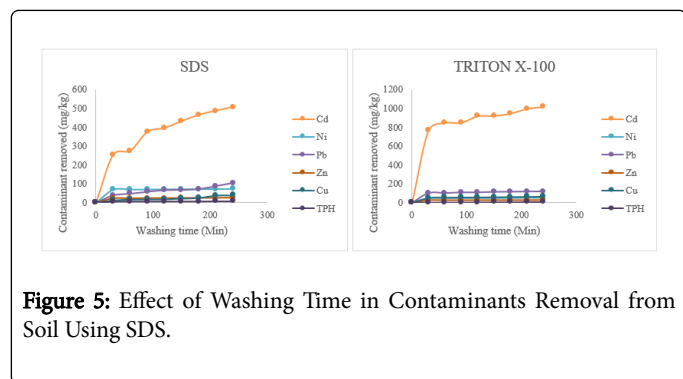 SDS
Contaminant removed (mg/kg)
600
500
400
300
200
100
0
0
100
200
300
Washing time (Min)
Cd
Ni
Pb
Zn
Cu
TPH
TRITON X-100
Contaminant removed (mg/kg)
1200
1000
800
600
400
200
0
0
100
200
300
Washing time (Min)
Cd
Ni
Pb
Zn
Cu
TPH
Figure 5: Effect of Washing Time in Contaminants Removal from
Soil Using SDS.